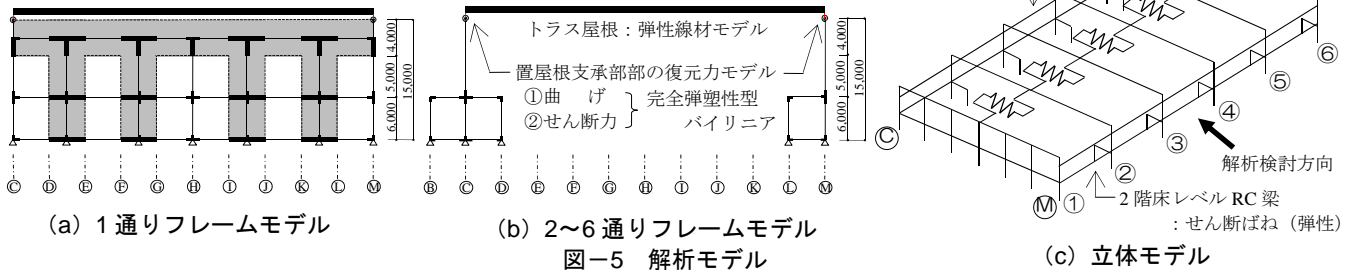 4,000
5,000
6,000
15,000
Ⓒ Ⓓ Ⓔ Ⓕ Ⓖ Ⓗ Ⓘ Ⓙ Ⓚ Ⓛ Ⓜ
(a) 1通りフレームモデル
トラス屋根：弾性線材モデル
置屋根支承部部の復元力モデル
①曲　げ
②せん断力
完全弾塑性型
バイリニア
4,000
5,000
6,000
15,000
Ⓑ Ⓒ Ⓓ Ⓔ Ⓕ Ⓖ Ⓗ Ⓘ Ⓙ Ⓚ Ⓛ Ⓜ
(b) 2～6通りフレームモデル
図－5　解析モデル
Ⓒ
Ⓜ
①
②
③
④
⑤
⑥
解析検討方向
2階床レベルRC梁
：せん断ばね（弾性）
(c) 立体モデル